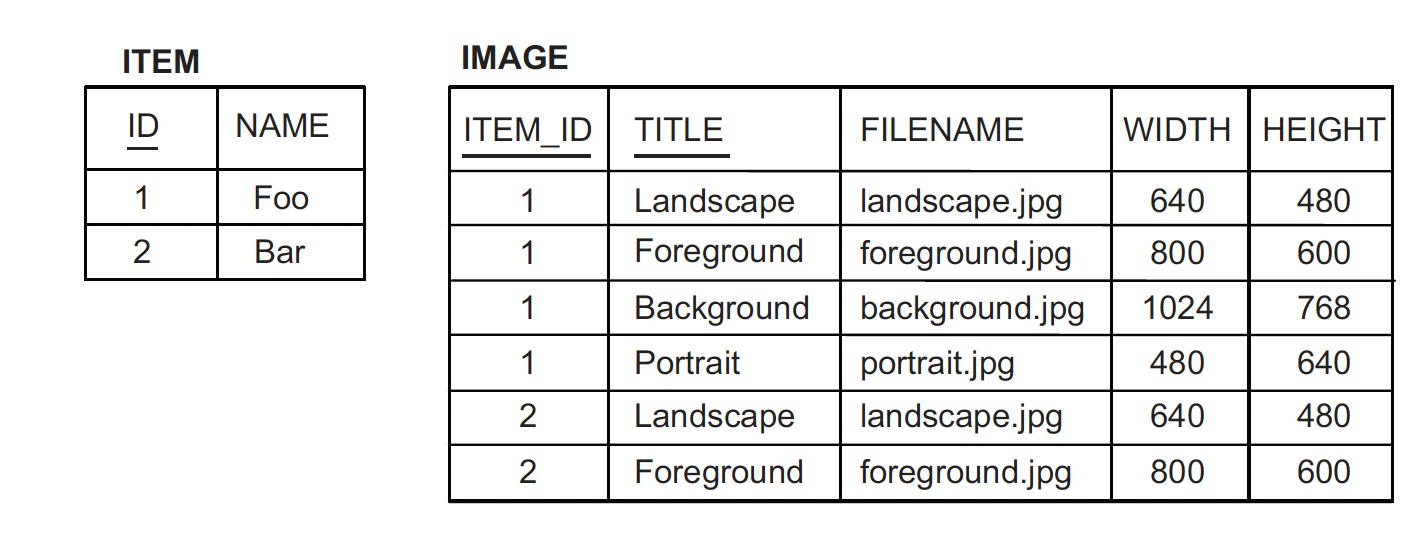 ITEM
ID NAME
1 Foo
2 Bar
IMAGE
ITEM_ID TITLE FILENAME WIDTH HEIGHT
1 Landscape landscape.jpg 640 480
1 Foreground foreground.jpg 800 600
1 Background background.jpg 1024 768
1 Portrait portrait.jpg 480 640
2 Landscape landscape.jpg 640 480
2 Foreground foreground.jpg 800 600